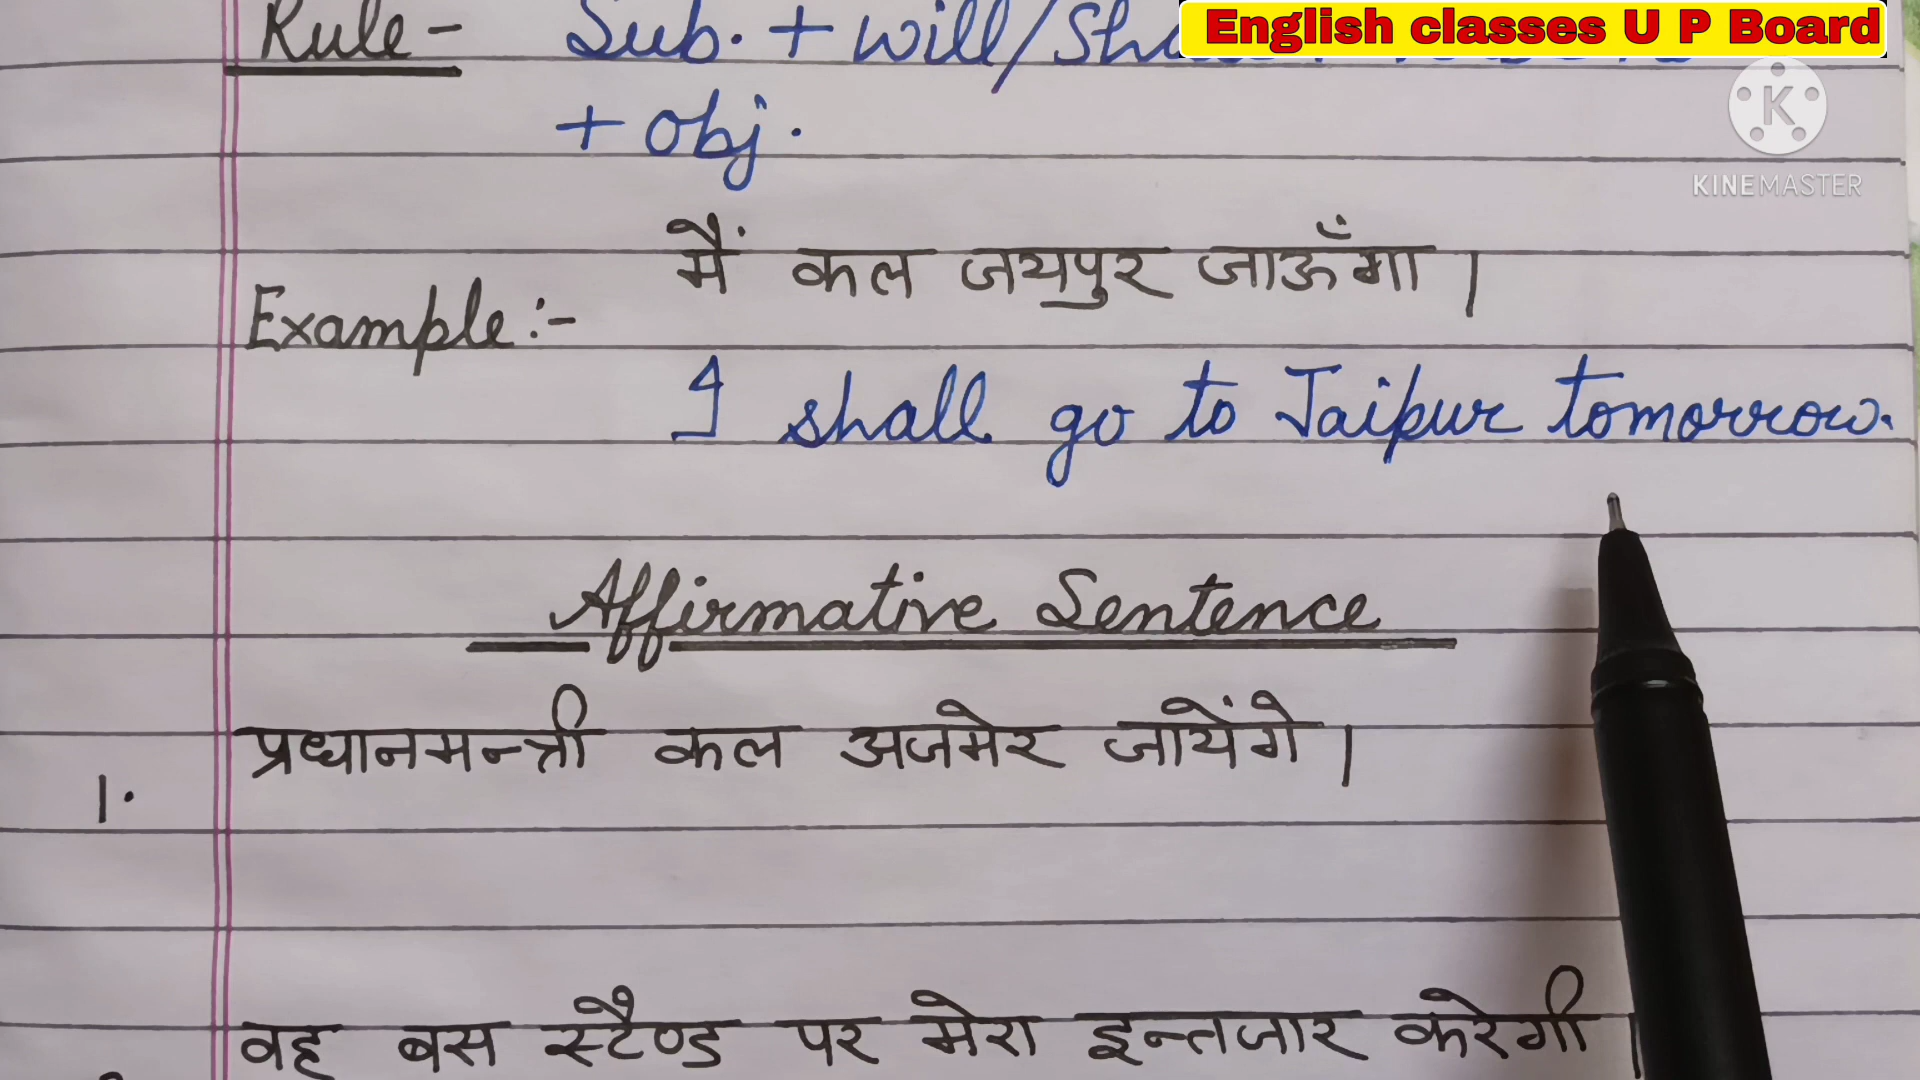 English classes U P Board
Rule- Sub. + will/
+ obj.
KINEMASTER
मैं कल जयपुर जाऊँगा।
Example:-
I shall go to Jaipur tomorrow.
Affirmative Sentence
प्रधानमन्त्री कल अजमेर जायेंगे।
1.
वह बस स्टैण्ड पर मेरा इन्तजार करेगी।